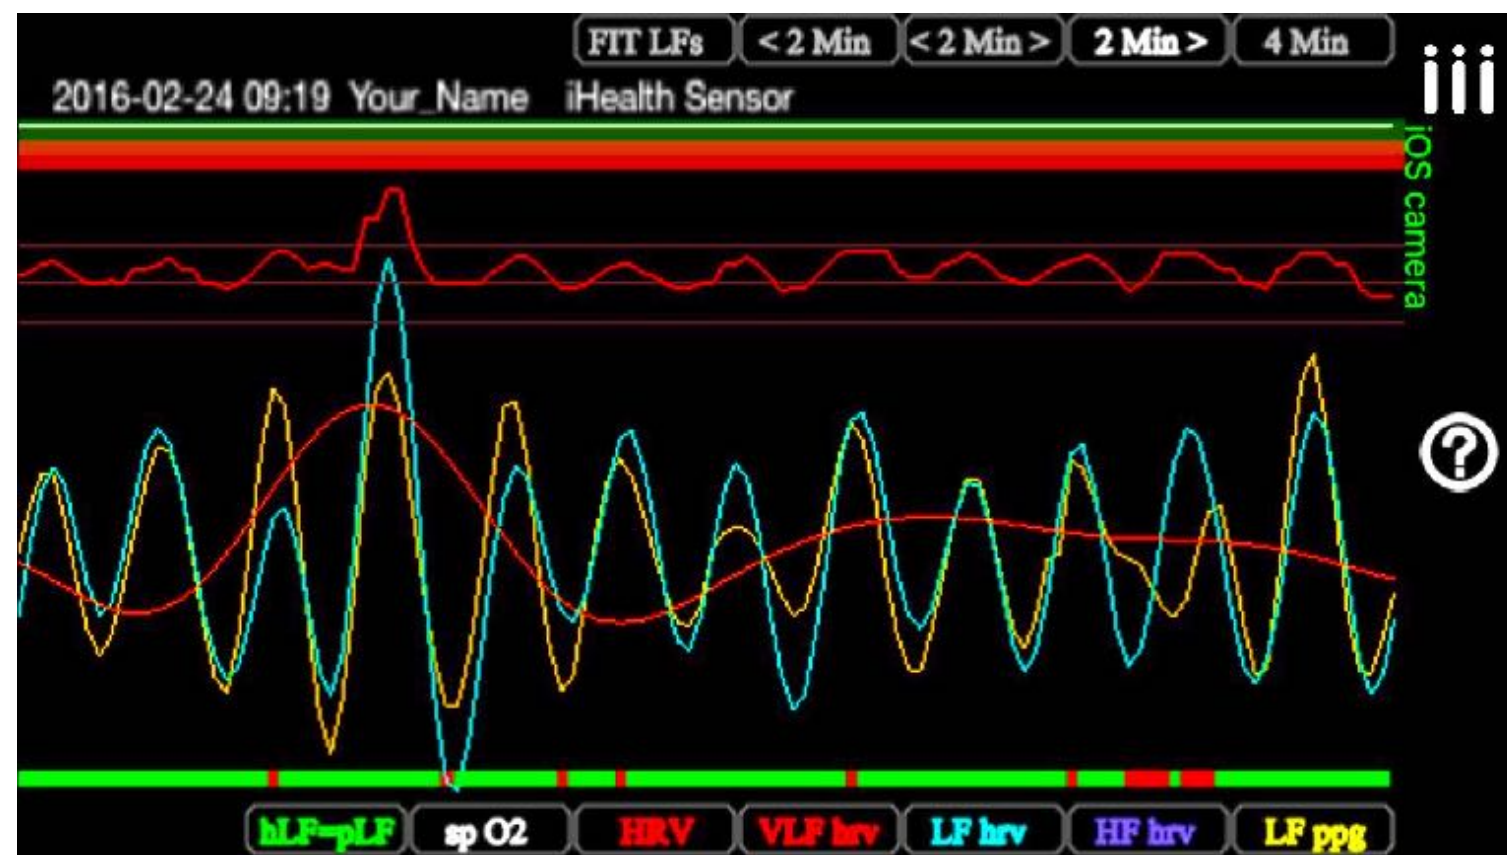 FIT LFs < 2 Min < 2 Min > 2 Min > 4 Min
iii
2016-02-24 09:19 Your_Name iHealth Sensor
iOS camera
?
hLF=pLF sp O2 HRV VLF hrv LF hrv HF hrv LF ppg